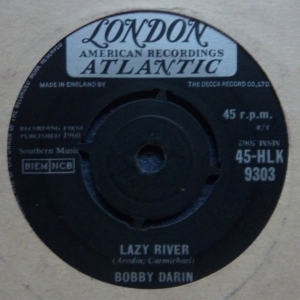 LONDON
AMERICAN RECORDINGS
ATLANTIC
MADE IN ENGLAND BY
THE DECCA RECORD CO., LTD.
45 r.p.m.
RECORDING FIRST
PUBLISHED 1960
Southern Music
BIEM NCB
45-HLK
9303
LAZY RIVER
(Arodin; Carmichael)
BOBBY DARIN